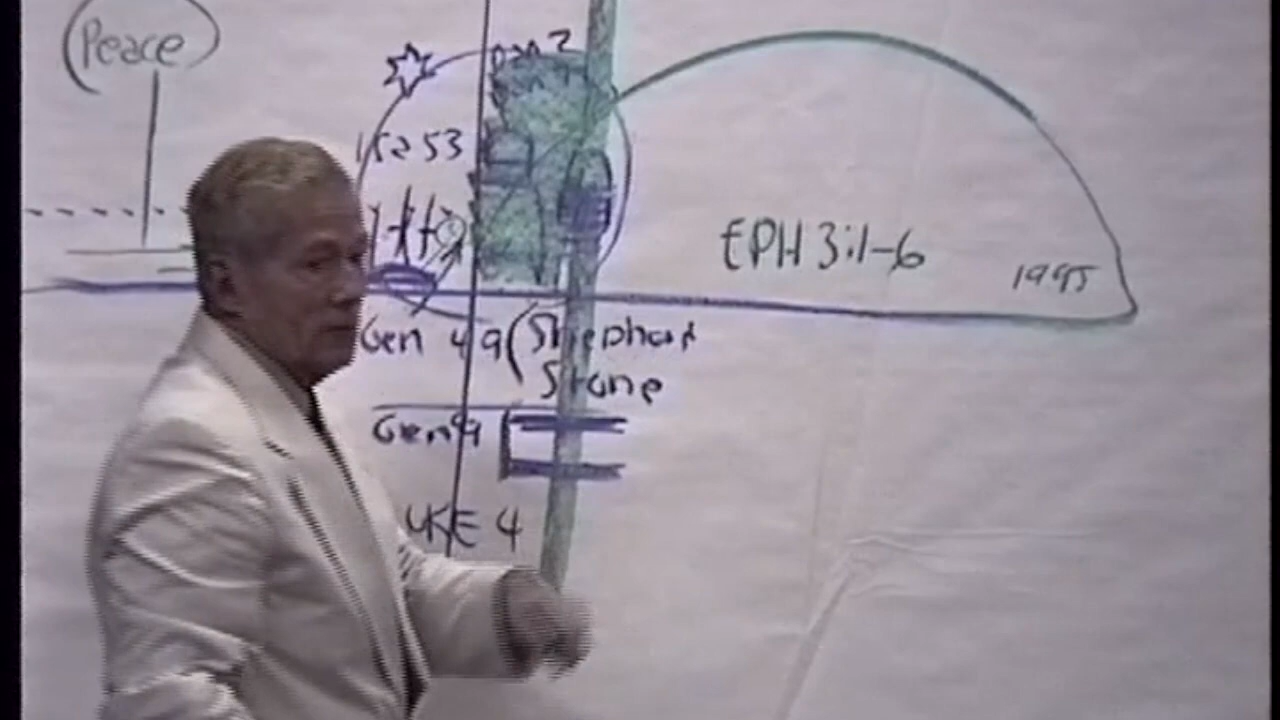 Peace
Isa 53
EPH 3:1-6
1995
Gen 49 (Shephard
Stone
Gen 49
UKE 4